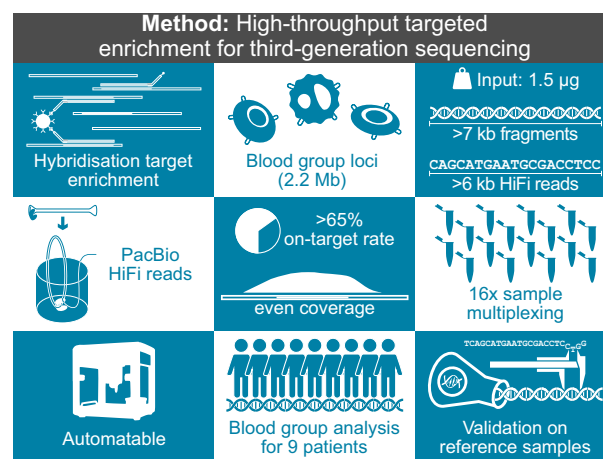 Method: High-throughput targeted
enrichment for third-generation sequencing
Hybridisation target
enrichment
Blood group loci
(2.2 Mb)
Input: 1.5 µg
>7 kb fragments
CAGCATGAATGCGACCTCC
>6 kb HiFi reads
PacBio
HiFi reads
>65%
on-target rate
even coverage
16x sample
multiplexing
Automatable
Blood group analysis
for 9 patients
TCAGCATGAATGCGACCTCCTGG
Validation on
reference samples